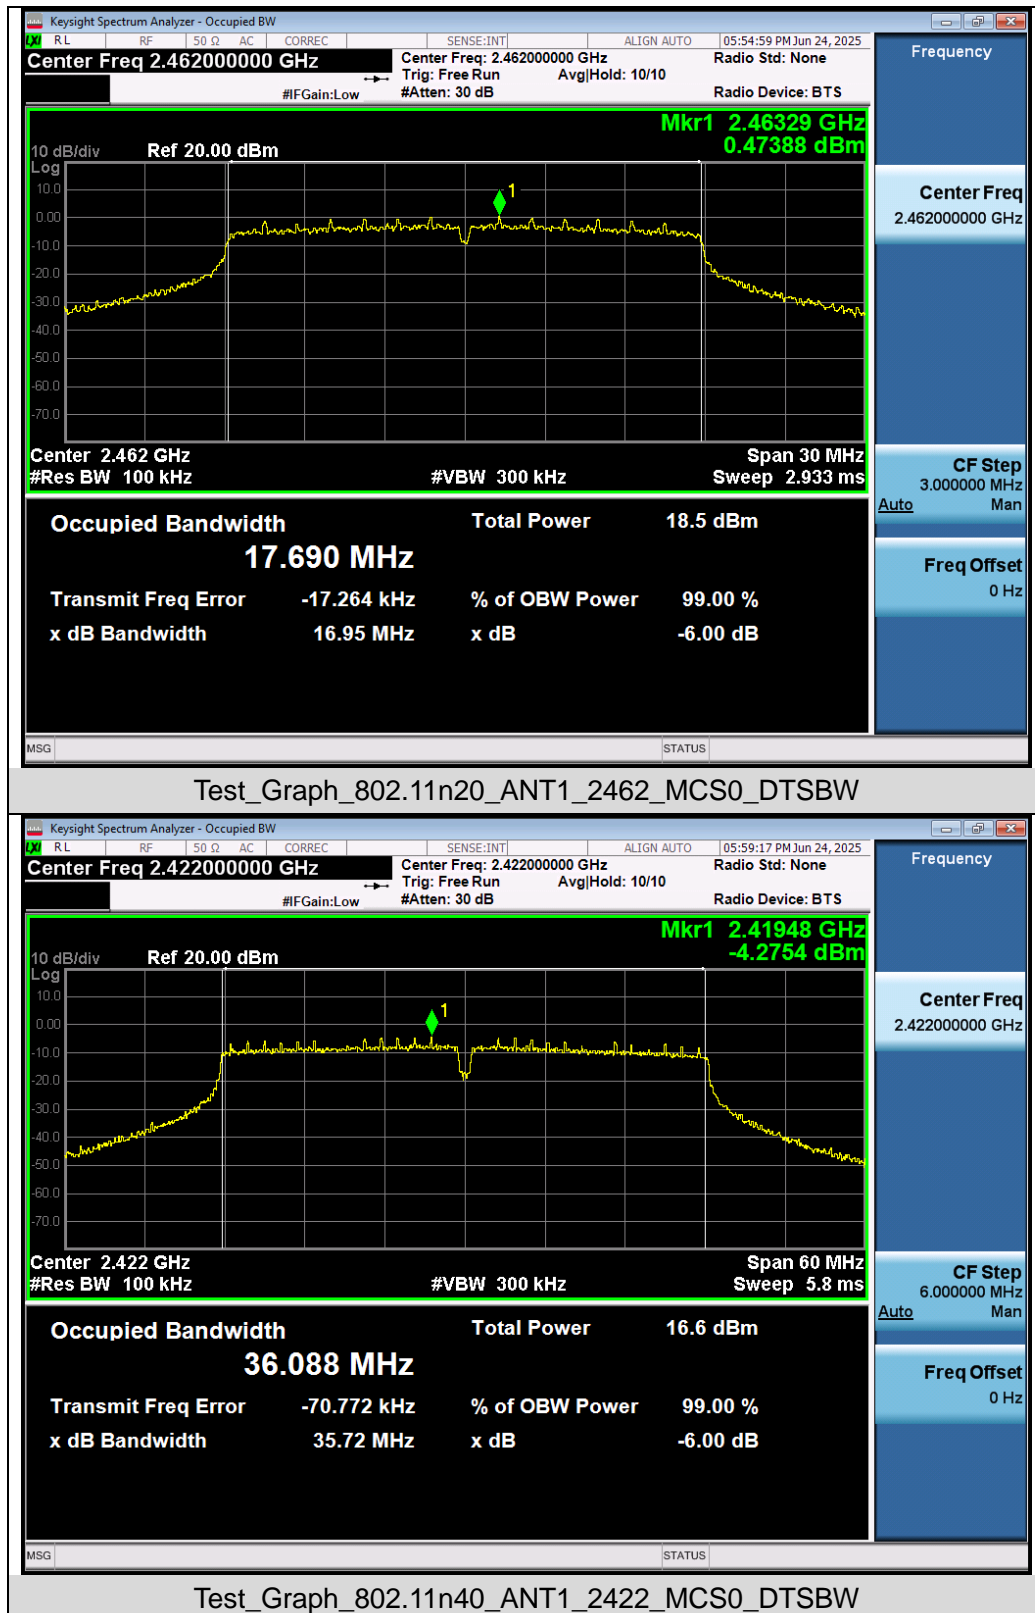 Keysight Spectrum Analyzer - Occupied BW
LXI RL RF 50 Ω AC CORREC SENSE:INT ALIGN AUTO 05:54:59 PM Jun 24, 2025
Center Freq 2.462000000 GHz
Center Freq: 2.462000000 GHz
Radio Std: None
Trig: Free Run Avg|Hold: 10/10
#IFGain:Low
#Atten: 30 dB
Radio Device: BTS
Frequency
Mkr1 2.46329 GHz
0.47388 dBm
10 dB/div Ref 20.00 dBm
Log
10.0
0.00
-10.0
-20.0
-30.0
-40.0
-50.0
-60.0
-70.0
1
Center 2.462 GHz
Span 30 MHz
#Res BW 100 kHz
#VBW 300 kHz
Sweep 2.933 ms
Center Freq
2.462000000 GHz
CF Step
3.000000 MHz
Auto Man
Freq Offset
0 Hz
Occupied Bandwidth
17.690 MHz
Total Power 18.5 dBm
Transmit Freq Error -17.264 kHz
% of OBW Power 99.00 %
x dB Bandwidth 16.95 MHz
x dB -6.00 dB
MSG
STATUS
Test_Graph_802.11n20_ANT1_2462_MCS0_DTSBW
Keysight Spectrum Analyzer - Occupied BW
LXI RL RF 50 Ω AC CORREC SENSE:INT ALIGN AUTO 05:59:17 PM Jun 24, 2025
Center Freq 2.422000000 GHz
Center Freq: 2.422000000 GHz
Radio Std: None
Trig: Free Run Avg|Hold: 10/10
#IFGain:Low
#Atten: 30 dB
Radio Device: BTS
Frequency
Mkr1 2.41948 GHz
-4.2754 dBm
10 dB/div Ref 20.00 dBm
Log
10.0
0.00
-10.0
-20.0
-30.0
-40.0
-50.0
-60.0
-70.0
1
Center 2.422 GHz
Span 60 MHz
#Res BW 100 kHz
#VBW 300 kHz
Sweep 5.8 ms
Center Freq
2.422000000 GHz
CF Step
6.000000 MHz
Auto Man
Freq Offset
0 Hz
Occupied Bandwidth
36.088 MHz
Total Power 16.6 dBm
Transmit Freq Error -70.772 kHz
% of OBW Power 99.00 %
x dB Bandwidth 35.72 MHz
x dB -6.00 dB
MSG
STATUS
Test_Graph_802.11n40_ANT1_2422_MCS0_DTSBW